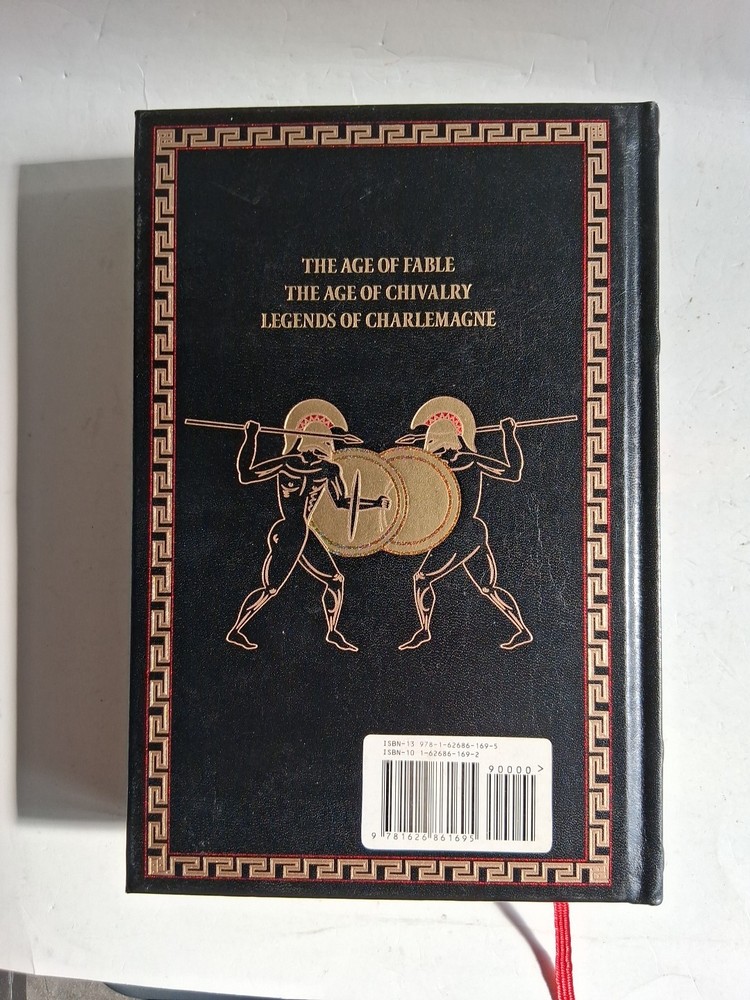 THE AGE OF FABLE
THE AGE OF CHIVALRY
LEGENDS OF CHARLEMAGNE
ISBN-13 978-1-62686-169-5
ISBN-10 1-62686-169-2
90000>
9 781626 861695